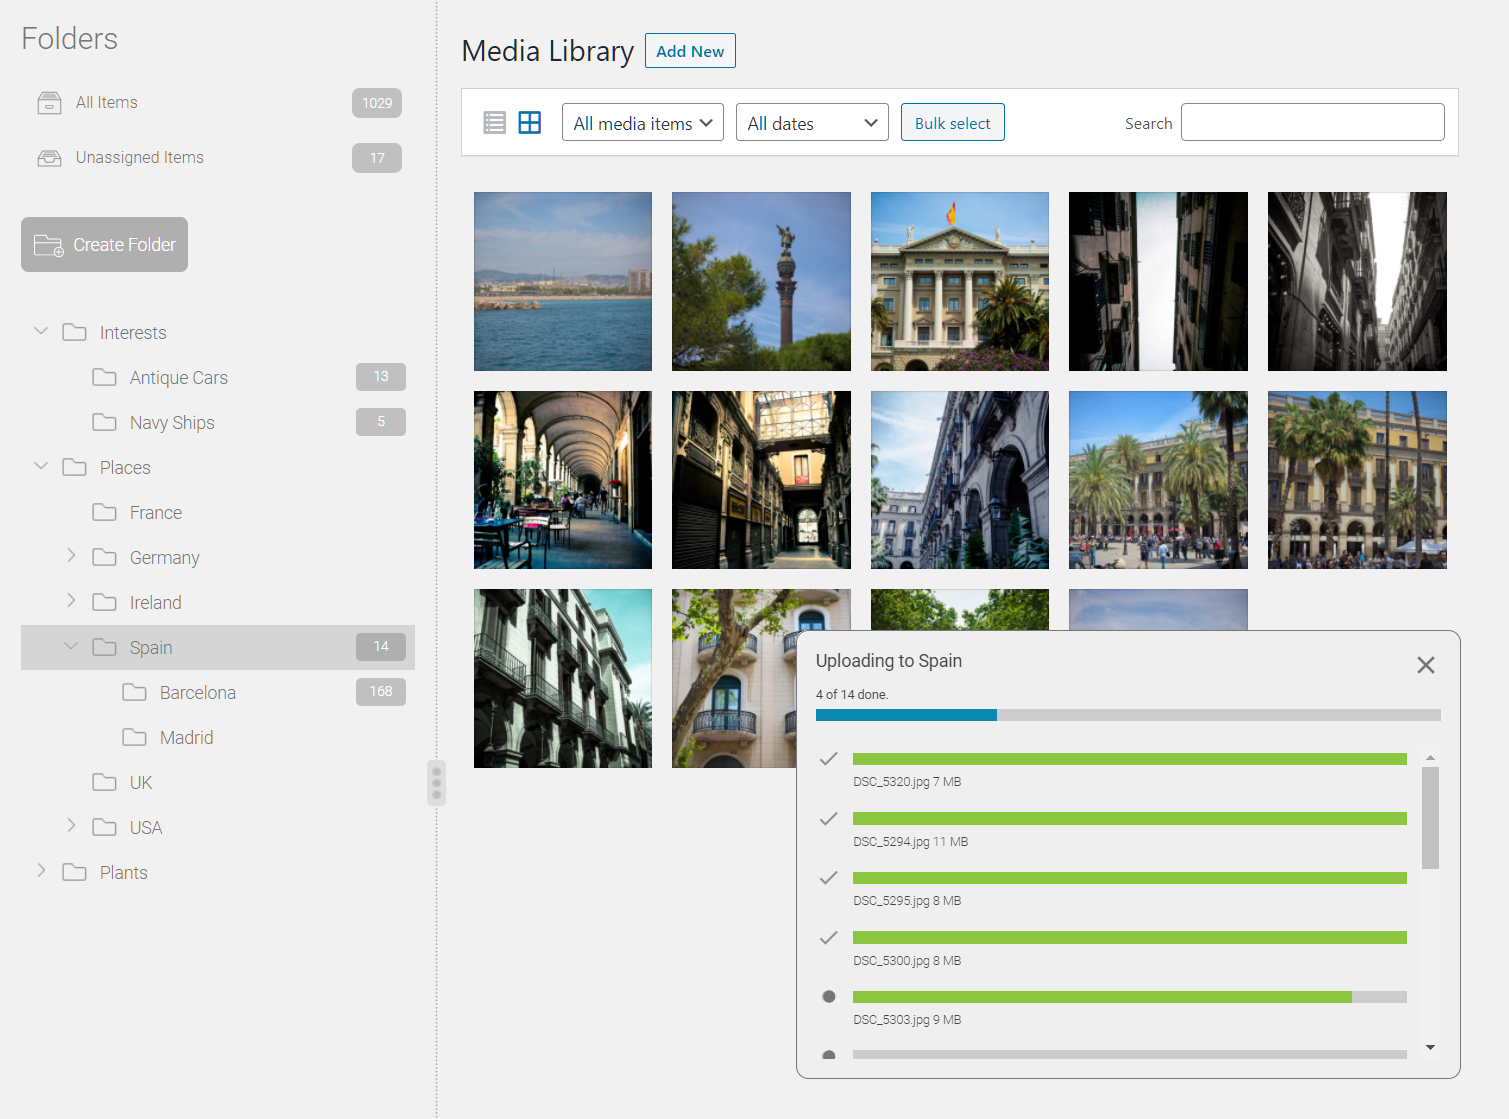 Folders
All Items 1029
Unassigned Items 17
Create Folder
Interests
Antique Cars 13
Navy Ships 5
Places
France
Germany
Ireland
Spain 14
Barcelona 168
Madrid
UK
USA
Plants
Media Library Add New
All media items All dates Bulk select Search
Uploading to Spain
4 of 14 done.
DSC_5320.jpg 7 MB
DSC_5294.jpg 11 MB
DSC_5295.jpg 8 MB
DSC_5300.jpg 8 MB
DSC_5303.jpg 9 MB